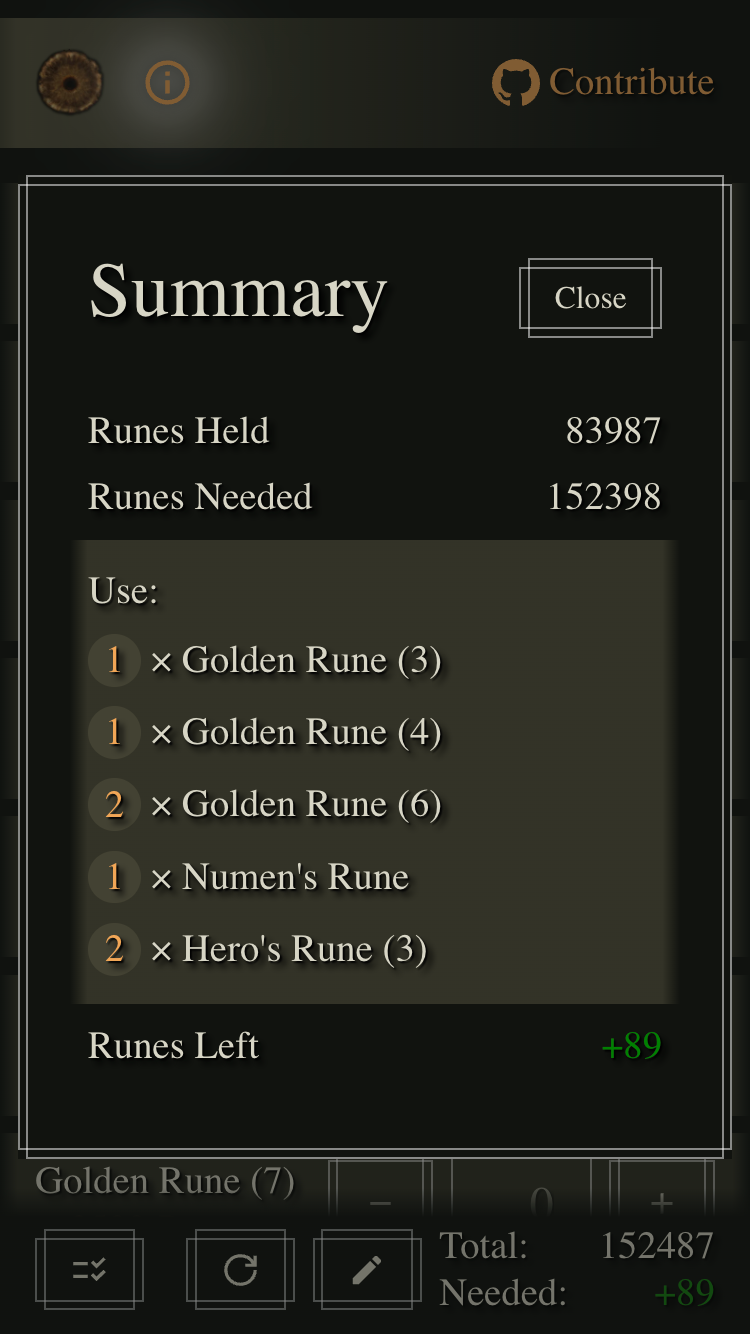 Contribute
Summary
Close
Runes Held 83987
Runes Needed 152398
Use:
1 × Golden Rune (3)
1 × Golden Rune (4)
2 × Golden Rune (6)
1 × Numen's Rune
2 × Hero's Rune (3)
Runes Left +89
Golden Rune (7) − 0 +
Total: 152487
Needed: +89